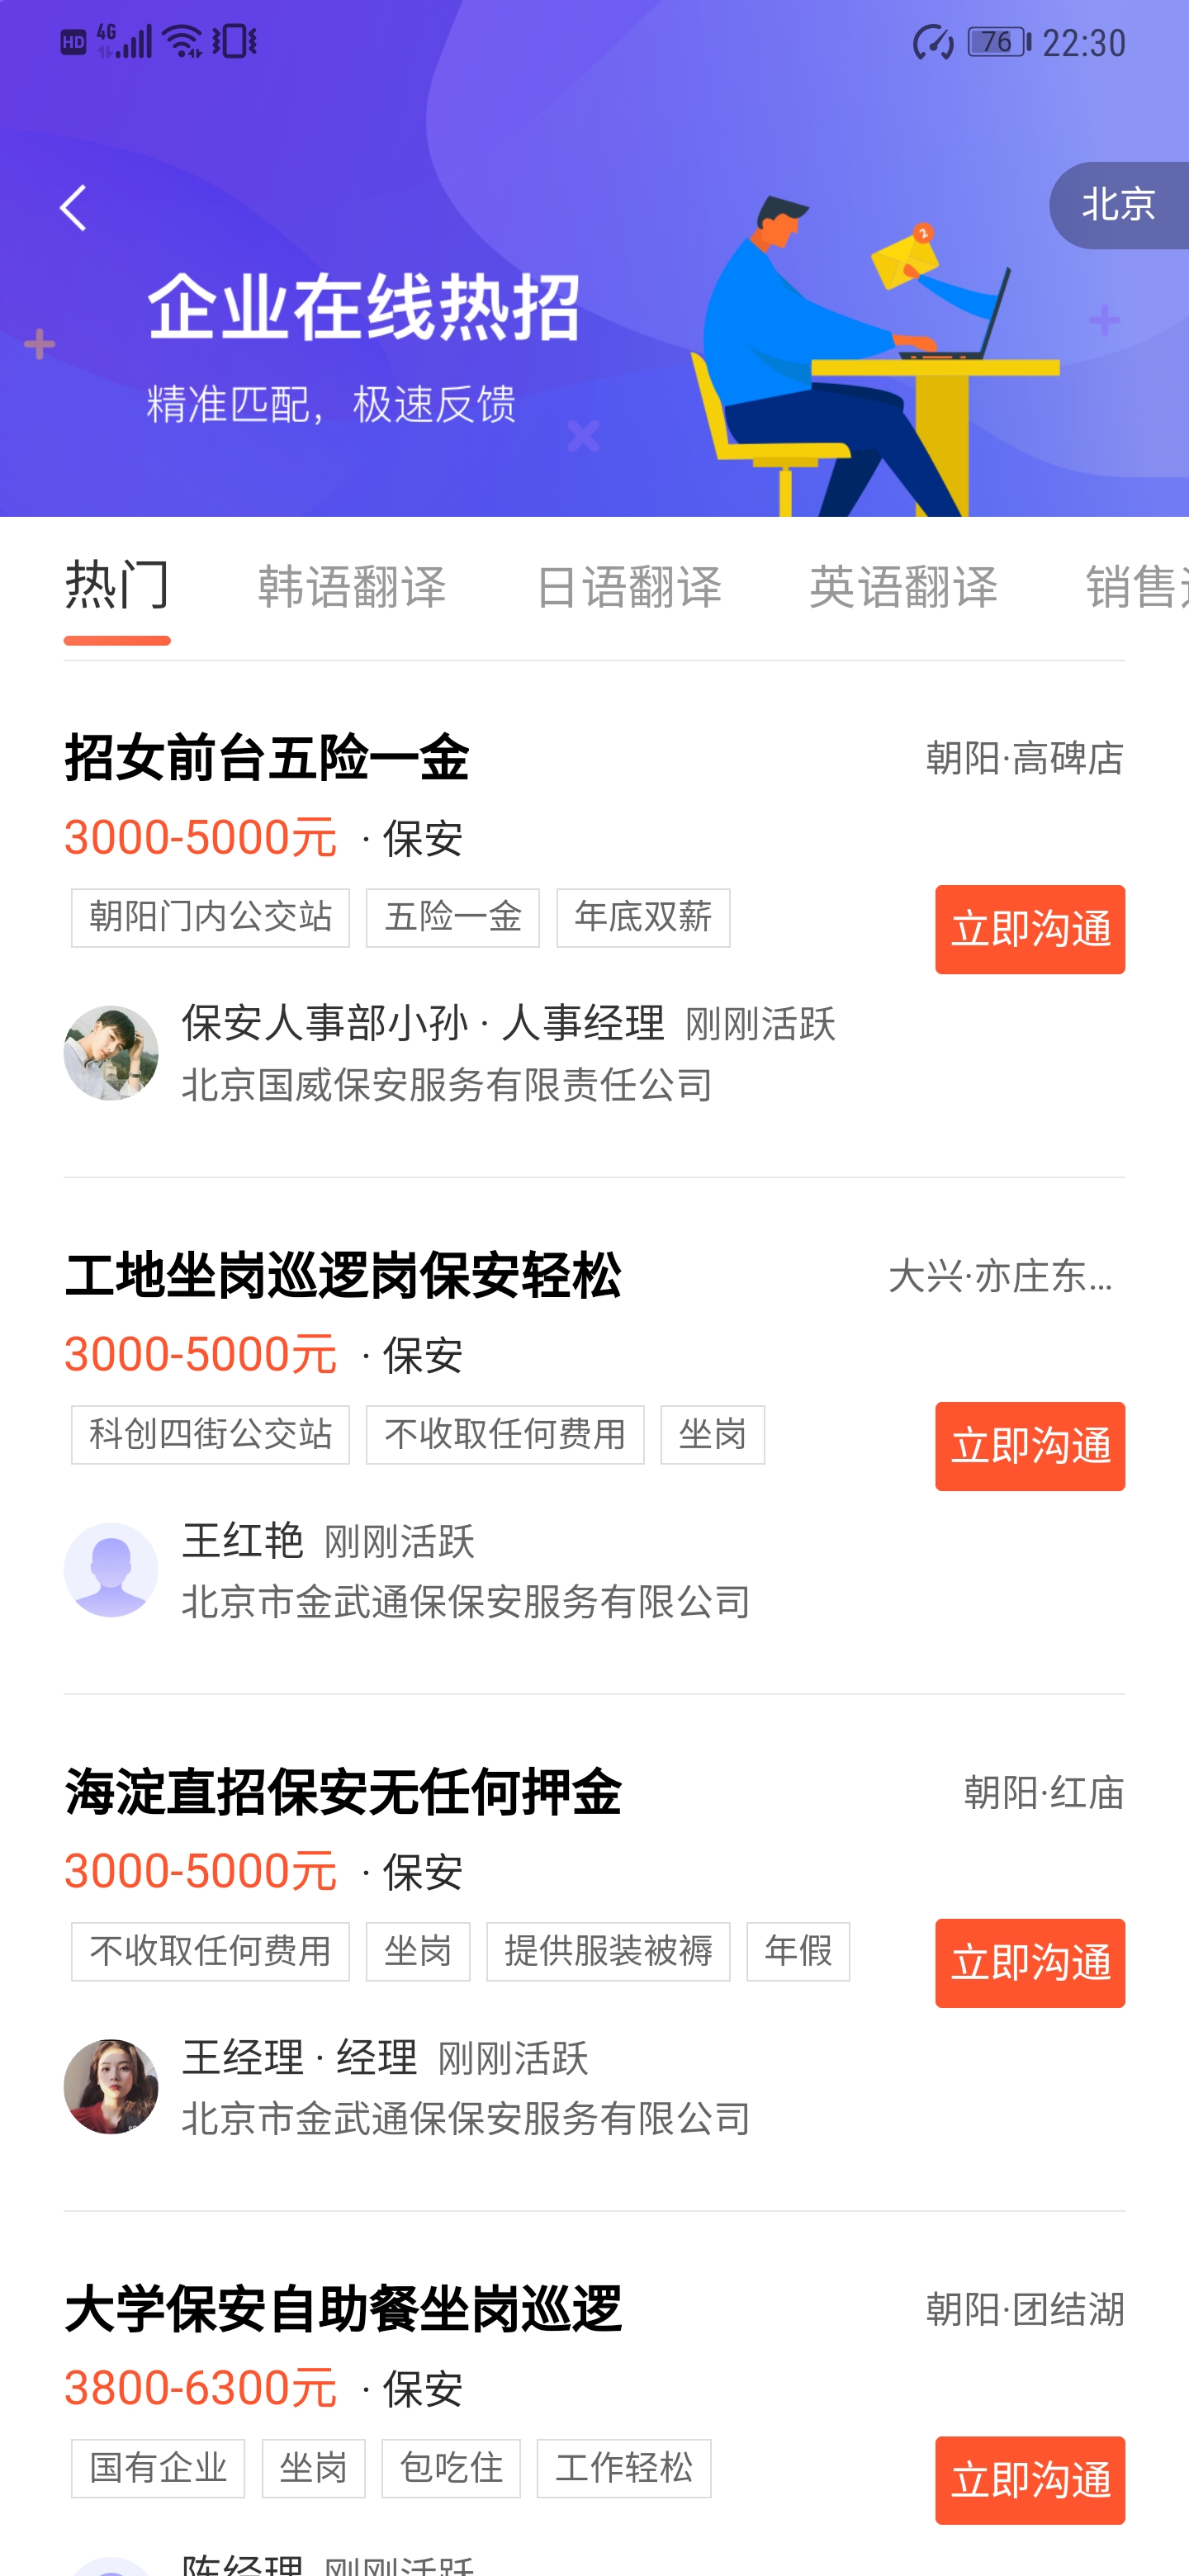 HD 4G 76 22:30
北京
企业在线热招
精准匹配，极速反馈
2
热门 韩语翻译 日语翻译 英语翻译 销售
招女前台五险一金 朝阳·高碑店
3000-5000元 · 保安
朝阳门内公交站 五险一金 年底双薪 立即沟通
保安人事部小孙 · 人事经理 刚刚活跃
北京国威保安服务有限责任公司
工地坐岗巡逻岗保安轻松 大兴·亦庄东...
3000-5000元 · 保安
科创四街公交站 不收取任何费用 坐岗 立即沟通
王红艳 刚刚活跃
北京市金武通保保安服务有限公司
海淀直招保安无任何押金 朝阳·红庙
3000-5000元 · 保安
不收取任何费用 坐岗 提供服装被褥 年假 立即沟通
王经理 · 经理 刚刚活跃
北京市金武通保保安服务有限公司
大学保安自助餐坐岗巡逻 朝阳·团结湖
3800-6300元 · 保安
国有企业 坐岗 包吃住 工作轻松 立即沟通
陈经理 刚刚活跃